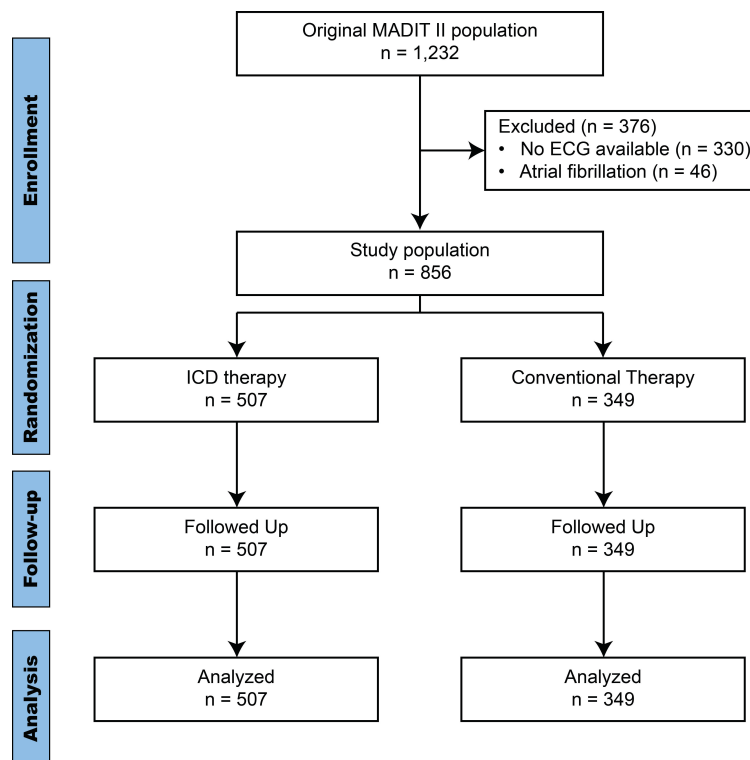 Enrollment
Original MADIT II population
n = 1,232
Excluded (n = 376)
• No ECG available (n = 330)
• Atrial fibrillation (n = 46)
Study population
n = 856
Randomization
ICD therapy
n = 507
Conventional Therapy
n = 349
Follow-up
Followed Up
n = 507
Followed Up
n = 349
Analysis
Analyzed
n = 507
Analyzed
n = 349